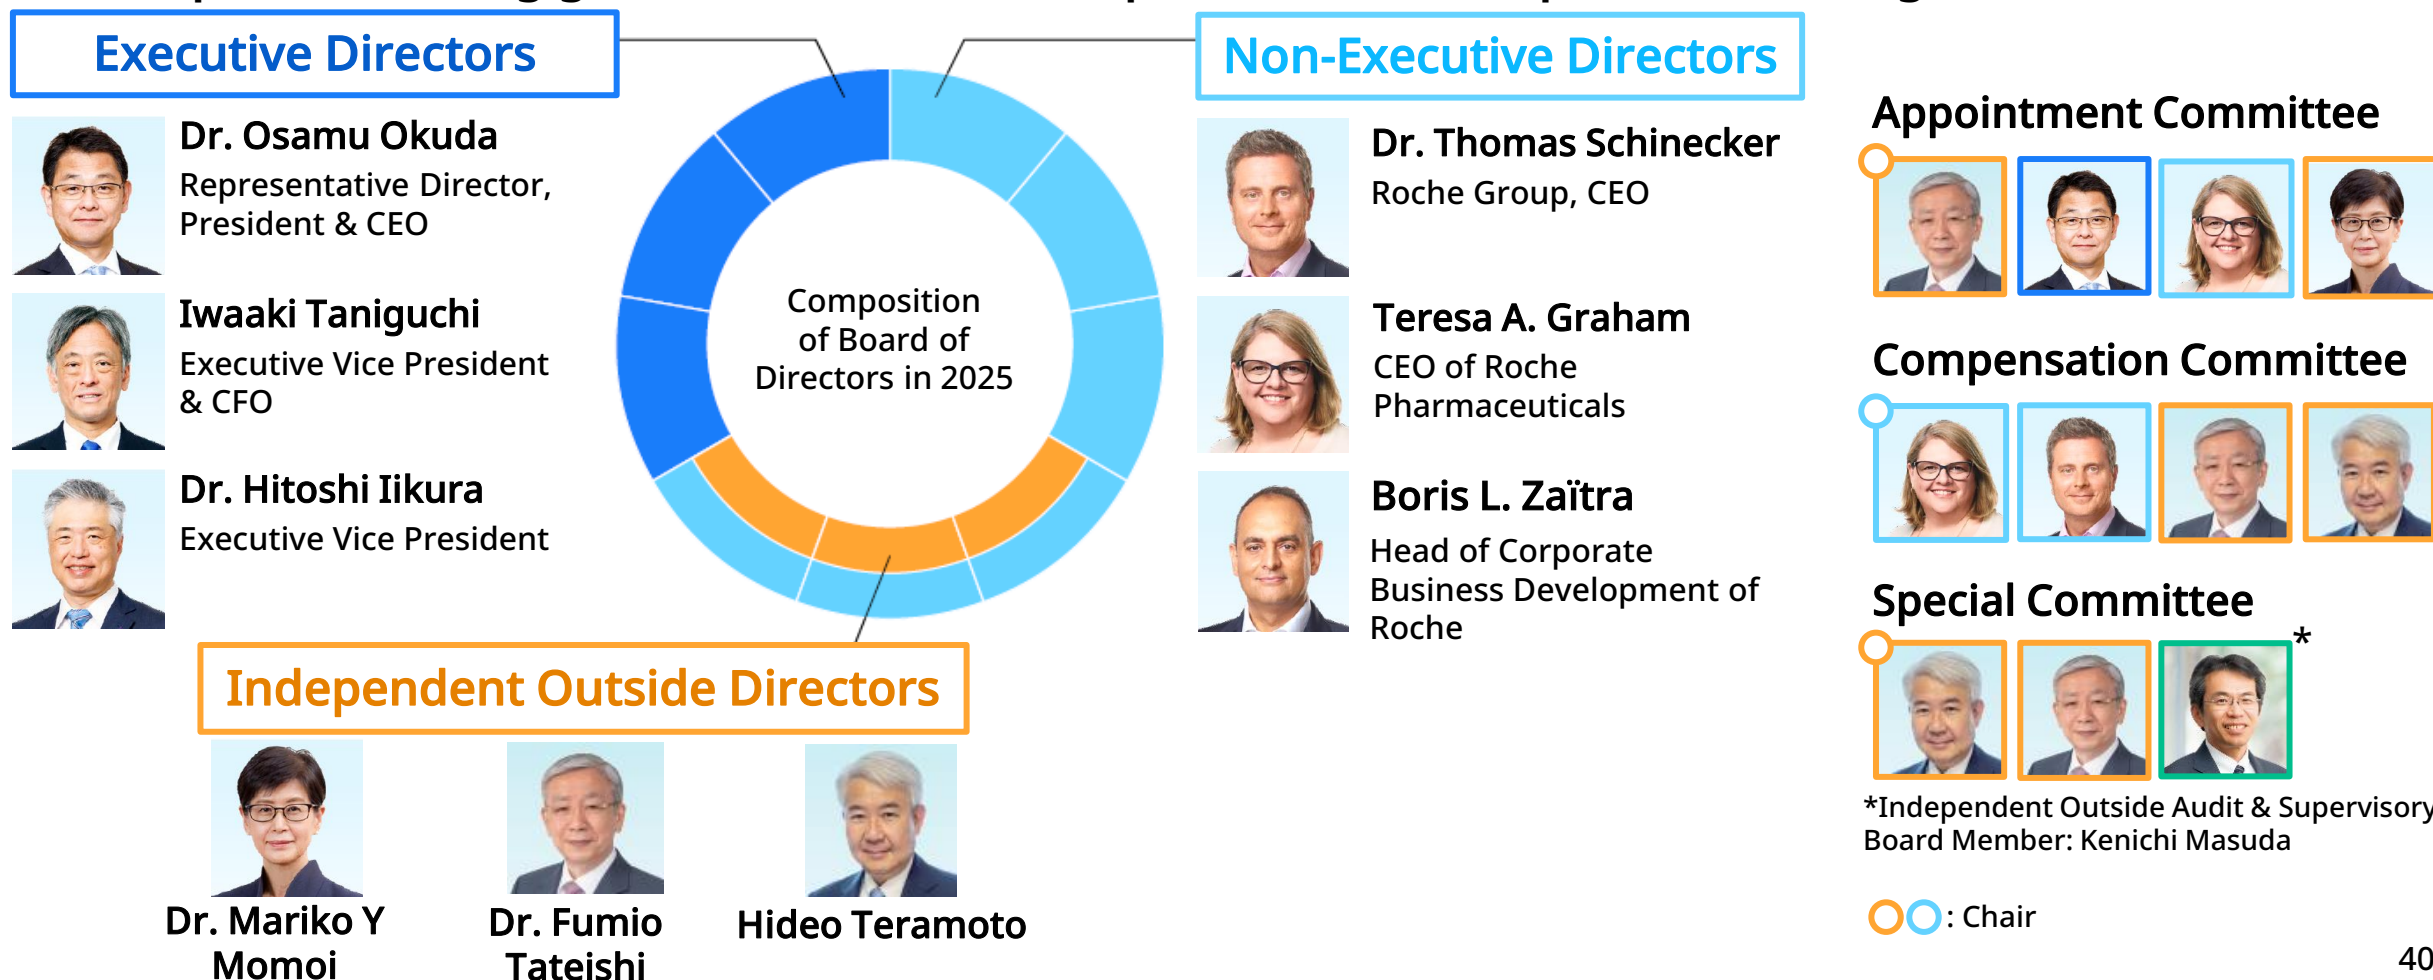 Executive Directors
Dr. Osamu Okuda
Representative Director,
President & CEO
Iwaaki Taniguchi
Executive Vice President
& CFO
Dr. Hitoshi Iikura
Executive Vice President
Composition
of Board of
Directors in 2025
Non-Executive Directors
Dr. Thomas Schinecker
Roche Group, CEO
Teresa A. Graham
CEO of Roche
Pharmaceuticals
Boris L. Zaïtra
Head of Corporate
Business Development of
Roche
Independent Outside Directors
Dr. Mariko Y
Momoi
Dr. Fumio
Tateishi
Hideo Teramoto
Appointment Committee
Compensation Committee
Special Committee
*
*Independent Outside Audit & Supervisory
Board Member: Kenichi Masuda
: Chair
40